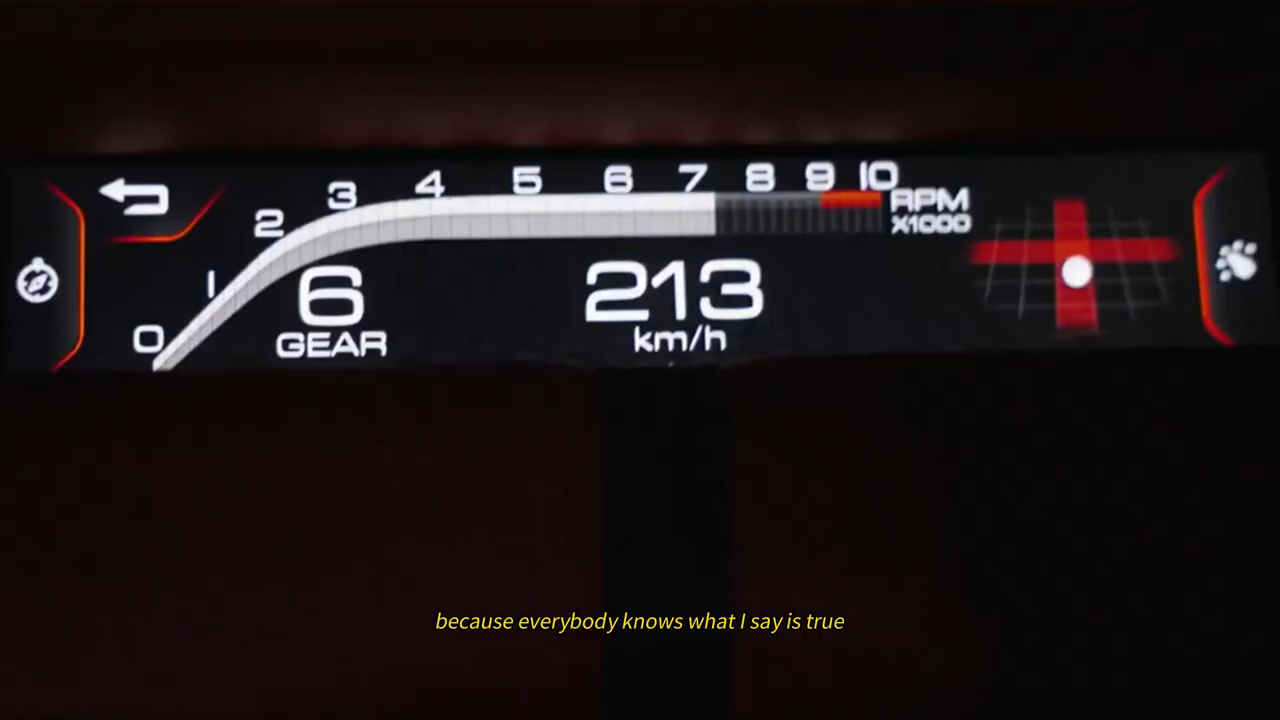 0 1 2 3 4 5 6 7 8 9 10
RPM
X1000
6
GEAR
213
km/h
because everybody knows what I say is true